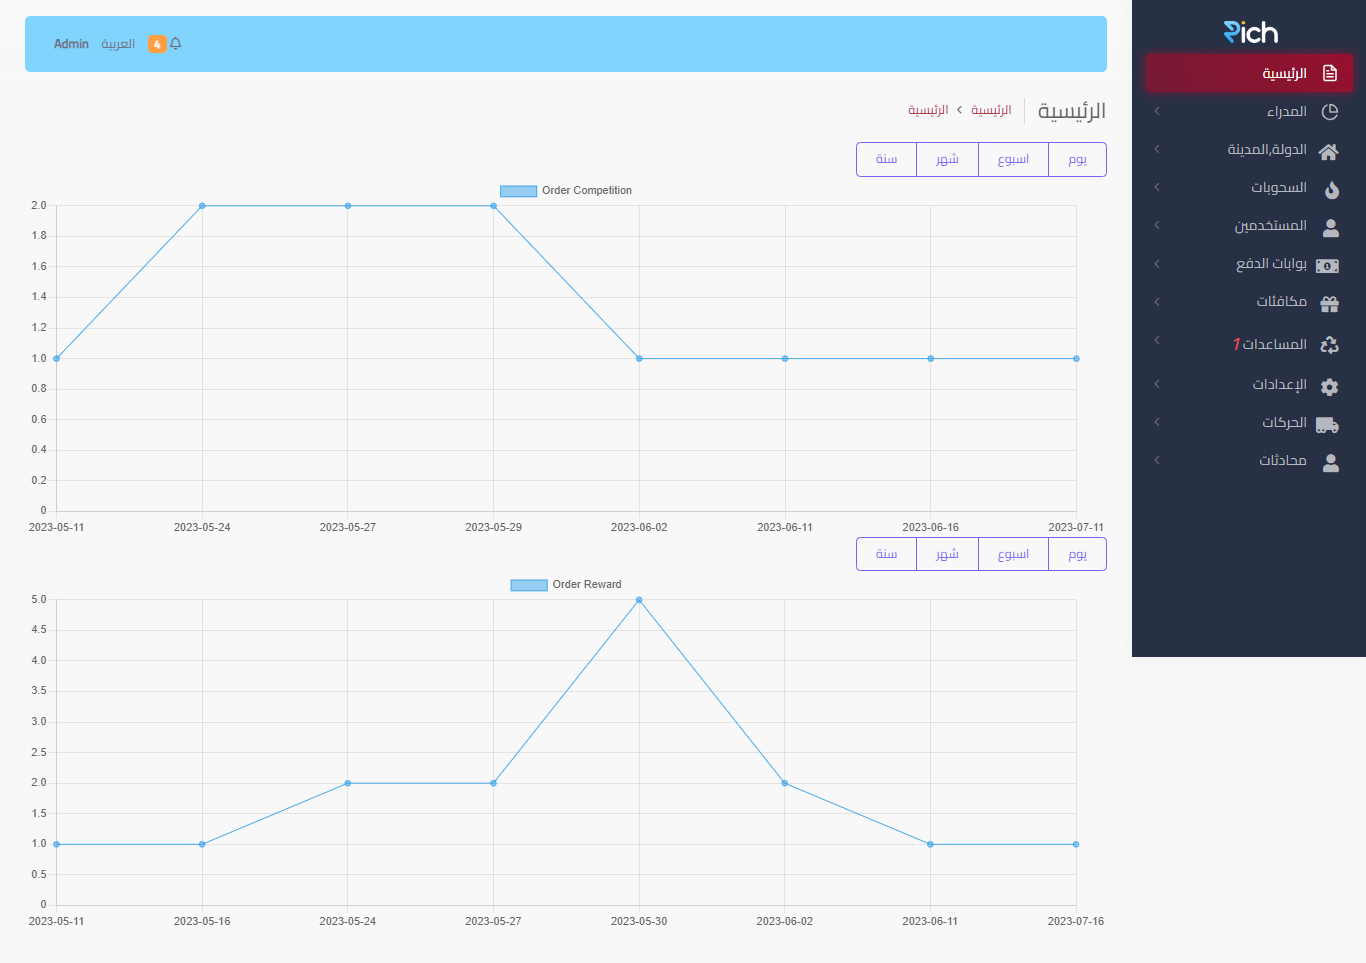 Rich
الرئيسية
المدراء
الدولة,المدينة
السحوبات
المستخدمين
بوابات الدفع
مكافئات
المساعدات 1
الإعدادات
الحركات
محادثات
4 العربية Admin
الرئيسية
الرئيسية > الرئيسية
يوم اسبوع شهر سنة
Order Competition
2.0
1.8
1.6
1.4
1.2
1.0
0.8
0.6
0.4
0.2
0
2023-05-11 2023-05-24 2023-05-27 2023-05-29 2023-06-02 2023-06-11 2023-06-16 2023-07-11
يوم اسبوع شهر سنة
Order Reward
5.0
4.5
4.0
3.5
3.0
2.5
2.0
1.5
1.0
0.5
0
2023-05-11 2023-05-16 2023-05-24 2023-05-27 2023-05-30 2023-06-02 2023-06-11 2023-07-16